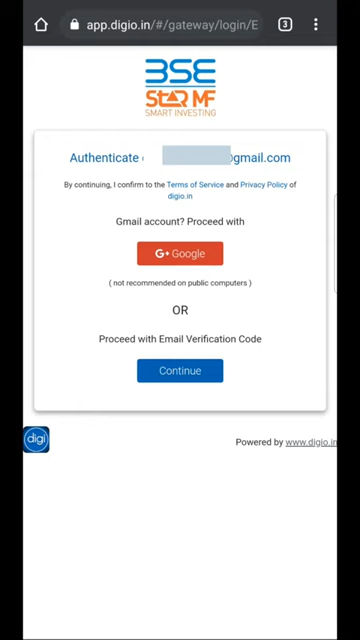 app.digio.in/#/gateway/login/E
3
BSE
STAR MF
SMART INVESTING
Authenticate @gmail.com
By continuing, I confirm to the Terms of Service and Privacy Policy of
digio.in
Gmail account? Proceed with
G+ Google
( not recommended on public computers )
OR
Proceed with Email Verification Code
Continue
digi
Powered by www.digio.in